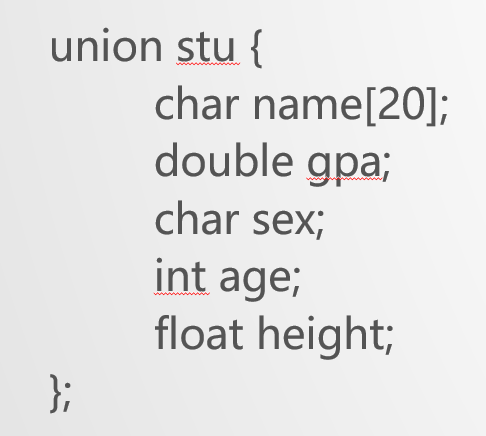 union stu {
char name[20];
double gpa;
char sex;
int age;
float height;
};